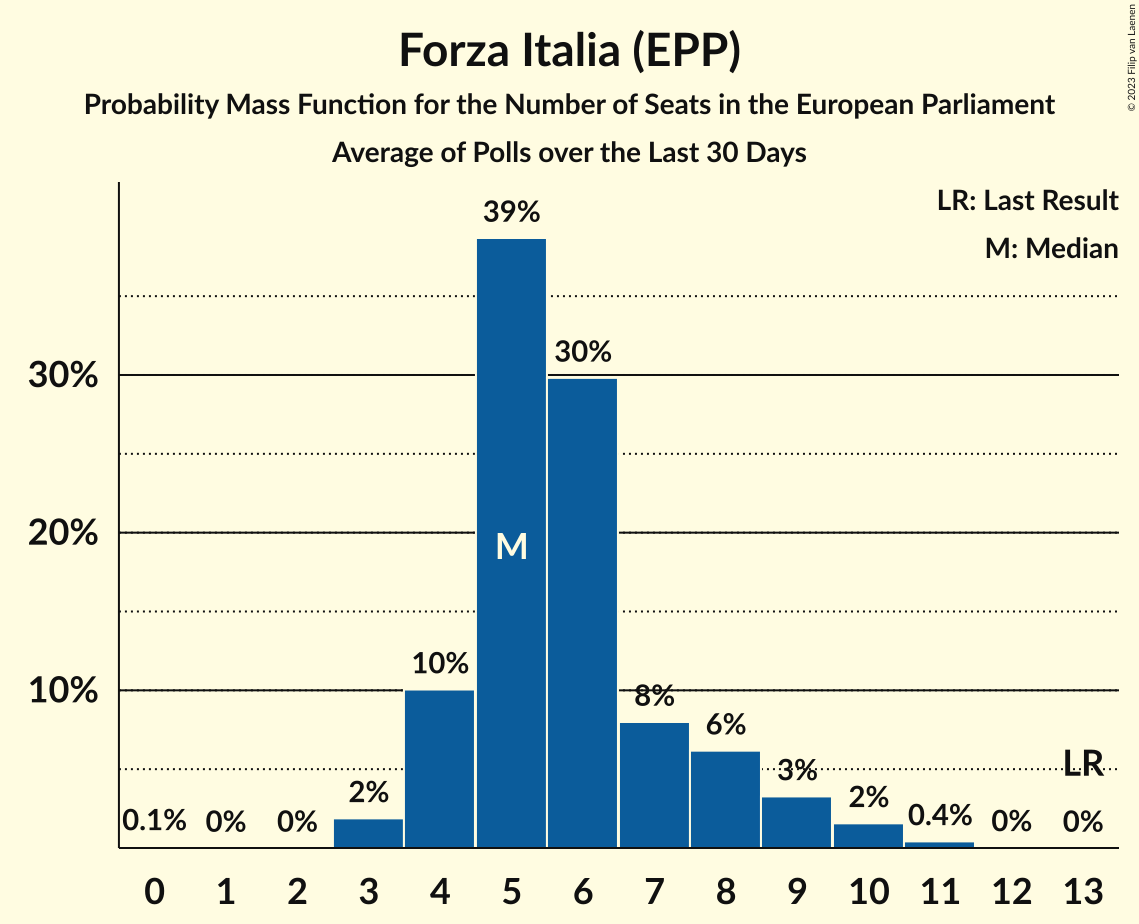 Forza Italia (EPP)
Probability Mass Function for the Number of Seats in the European Parliament
Average of Polls over the Last 30 Days
© 2023 Filip van Laenen
LR: Last Result
M: Median
39%
30%
30%
20%
M
10%
10%
8%
6%
3%
LR
2%
2%
0.4%
0.1%
0%
0%
0%
0%
0 1 2 3 4 5 6 7 8 9 10 11 12 13